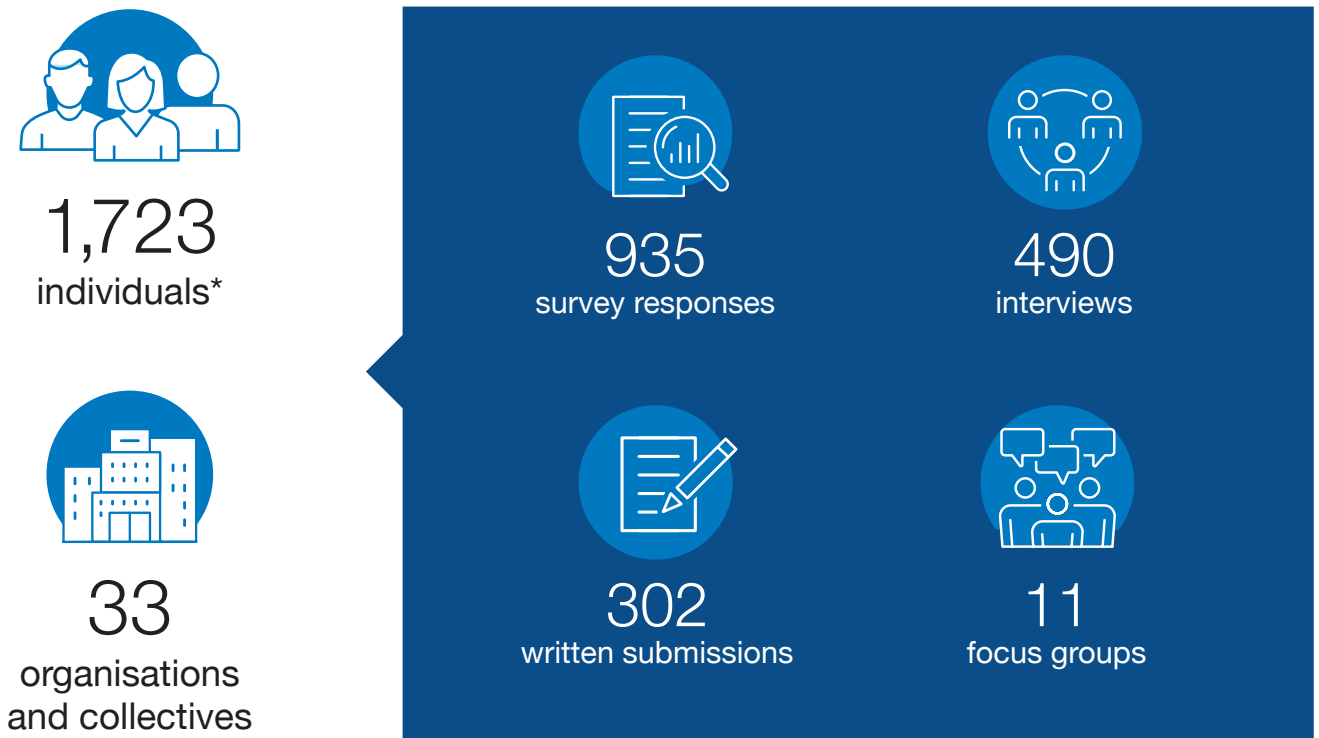 1,723
individuals*
33
organisations
and collectives
935
survey responses
490
interviews
302
written submissions
11
focus groups